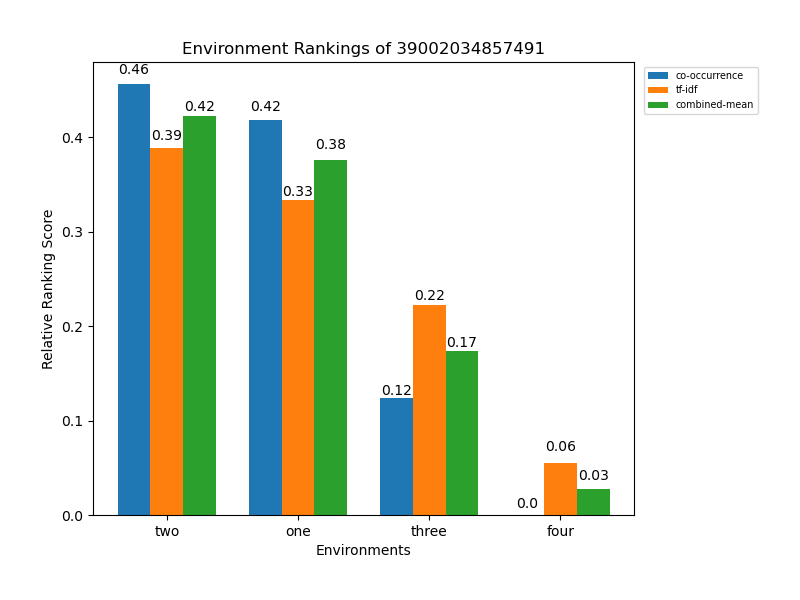 Environment Rankings of 39002034857491
co-occurrence
tf-idf
combined-mean
0.46
0.39
0.42
0.42
0.33
0.38
0.12
0.22
0.17
0.0
0.06
0.03
Relative Ranking Score
0.4
0.3
0.2
0.1
0.0
two one three four
Environments